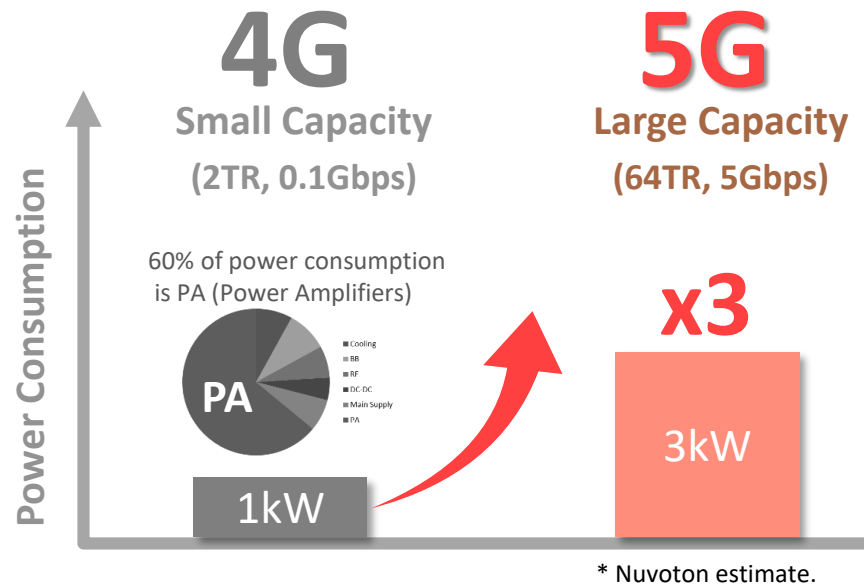 4G
Small Capacity
(2TR, 0.1Gbps)
5G
Large Capacity
(64TR, 5Gbps)
Power Consumption
60% of power consumption
is PA (Power Amplifiers)
PA
Cooling
BB
RF
DC-DC
Main Supply
PA
1kW
x3
3kW
* Nuvoton estimate.